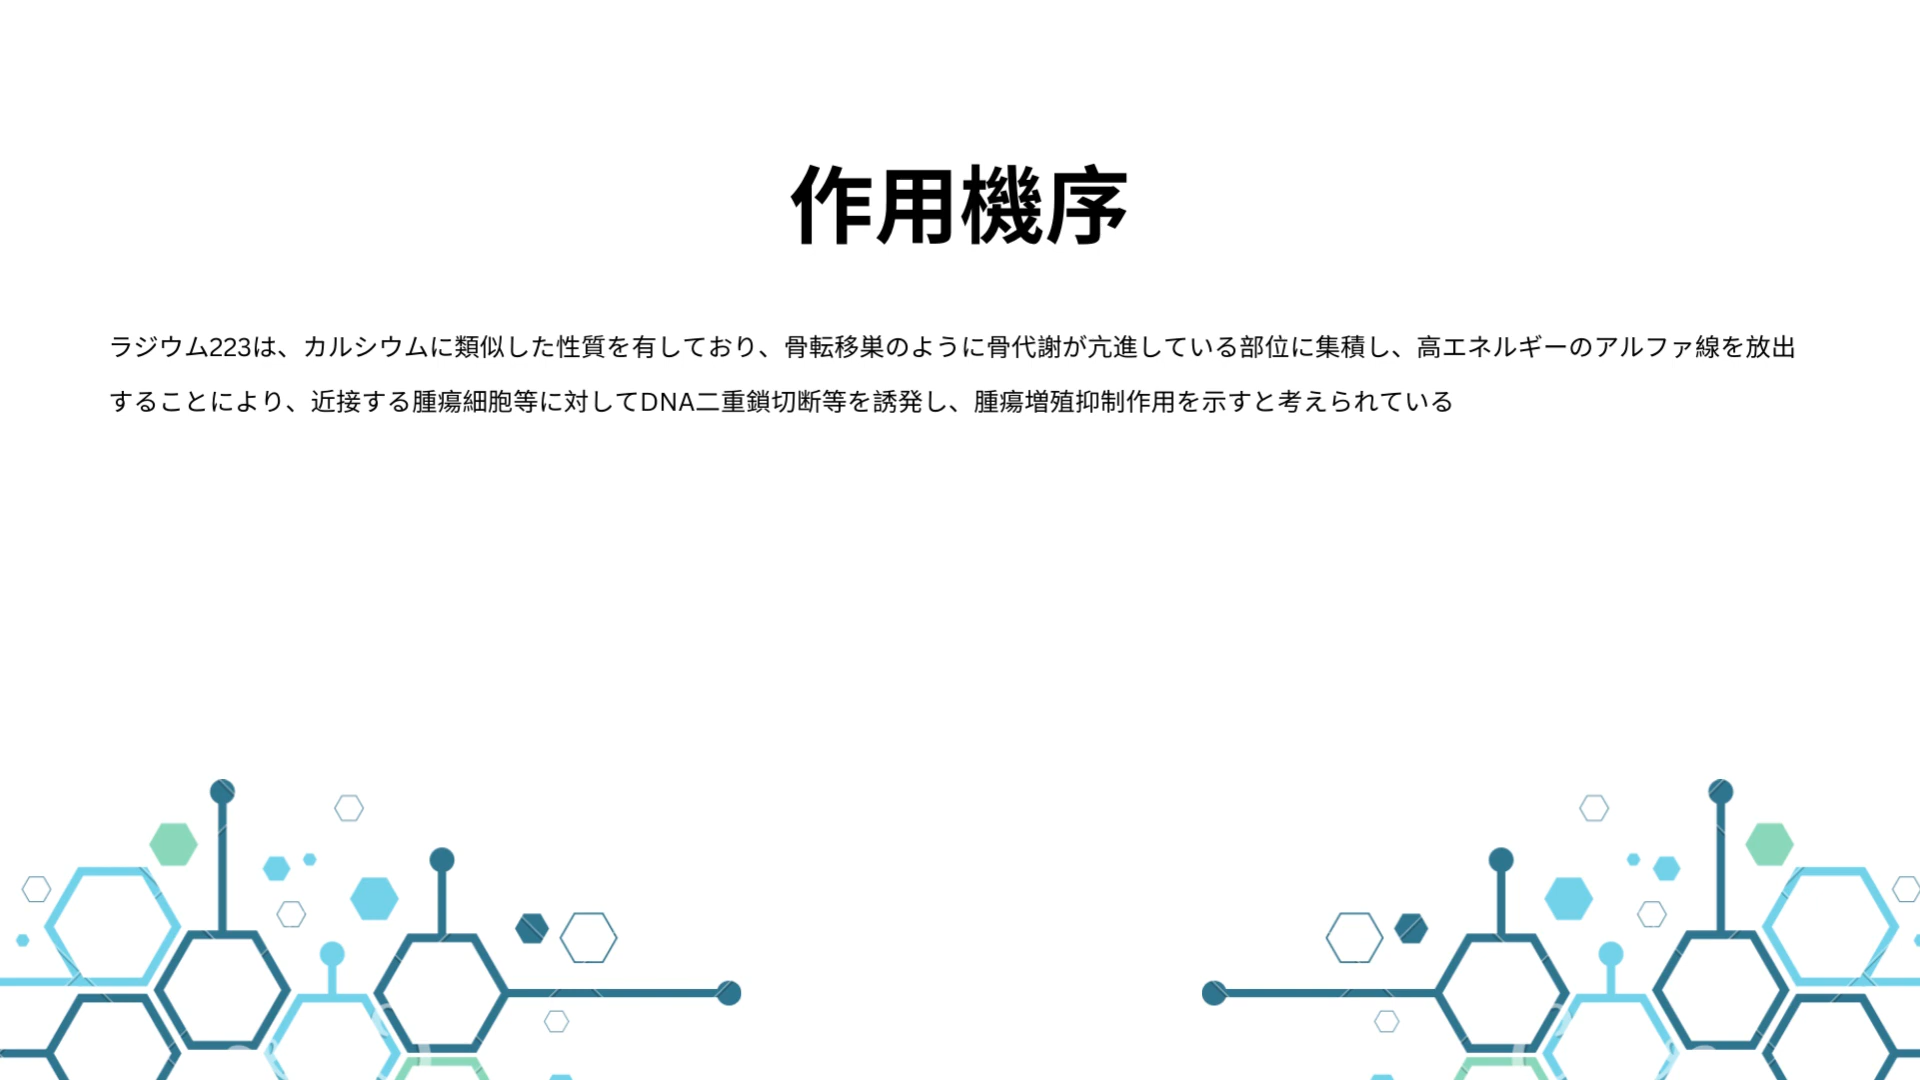 作用機序
ラジウム223は、カルシウムに類似した性質を有しており、骨転移巣のように骨代謝が亢進している部位に集積し、高エネルギーのアルファ線を放出
することにより、近接する腫瘍細胞等に対してDNA二重鎖切断等を誘発し、腫瘍増殖抑制作用を示すと考えられている